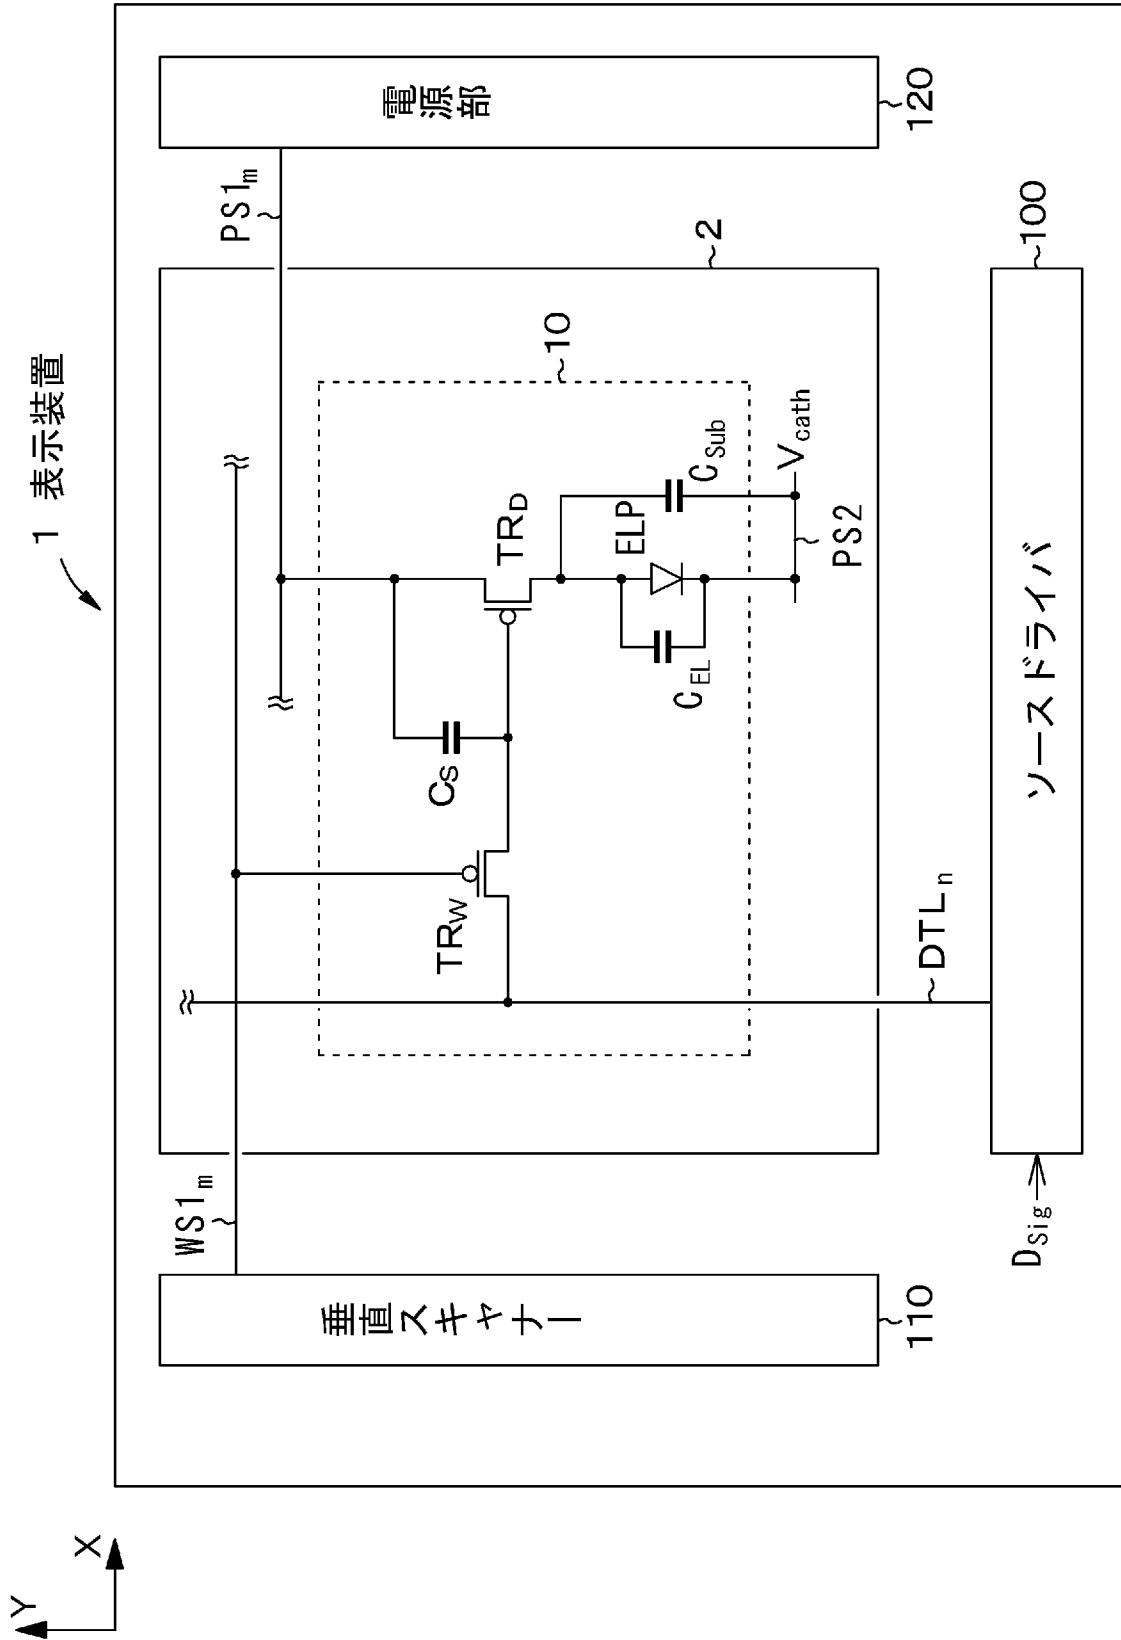 1 表示装置
WS1m
PS1m
垂直スキャナー
110
電源部
120
2
10
TRW
CS
TRD
ELP
CEL
CSub
Vcath
PS2
DTLn
DSig
ソースドライバ
100
Y
X